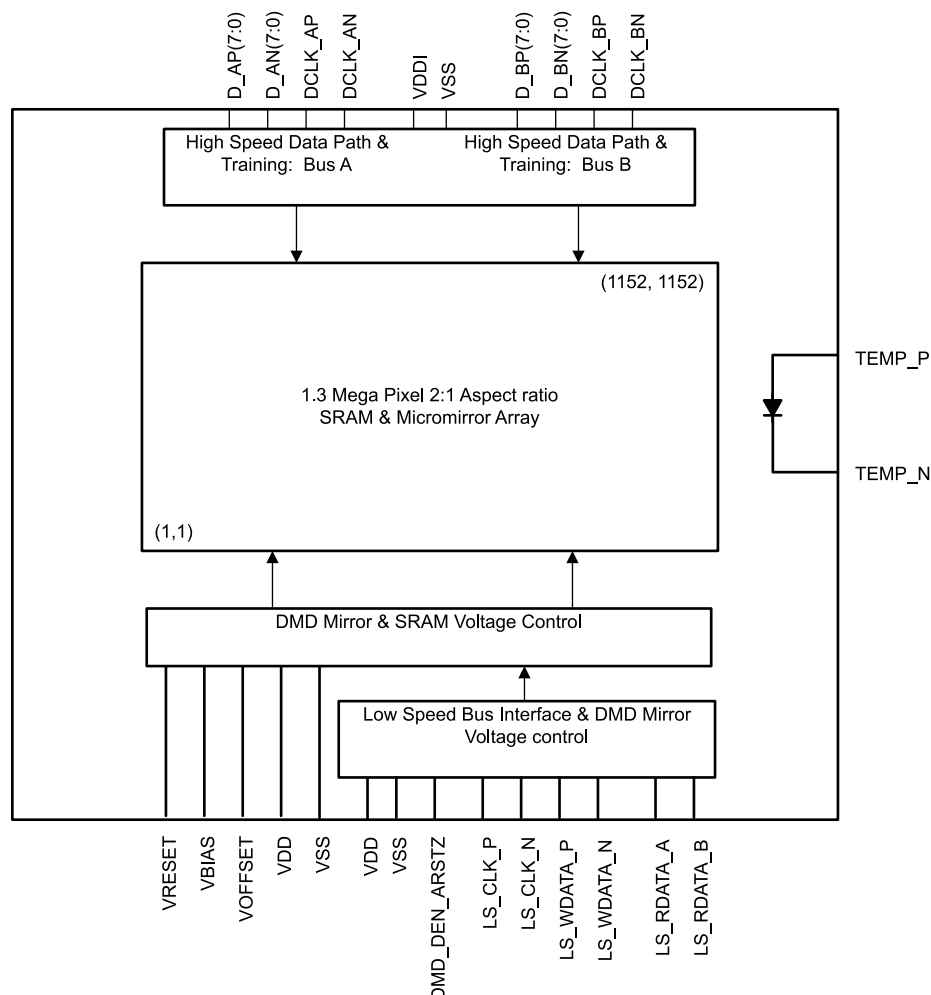 D_AP(7:0)
D_AN(7:0)
DCLK_AP
DCLK_AN
VDDI
VSS
D_BP(7:0)
D_BN(7:0)
DCLK_BP
DCLK_BN
High Speed Data Path &
Training: Bus A
High Speed Data Path &
Training: Bus B
(1152, 1152)
1.3 Mega Pixel 2:1 Aspect ratio
SRAM & Micromirror Array
(1,1)
TEMP_P
TEMP_N
DMD Mirror & SRAM Voltage Control
Low Speed Bus Interface & DMD Mirror
Voltage control
VRESET
VBIAS
VOFFSET
VDD
VSS
VDD
VSS
DMD_DEN_ARSTZ
LS_CLK_P
LS_CLK_N
LS_WDATA_P
LS_WDATA_N
LS_RDATA_A
LS_RDATA_B